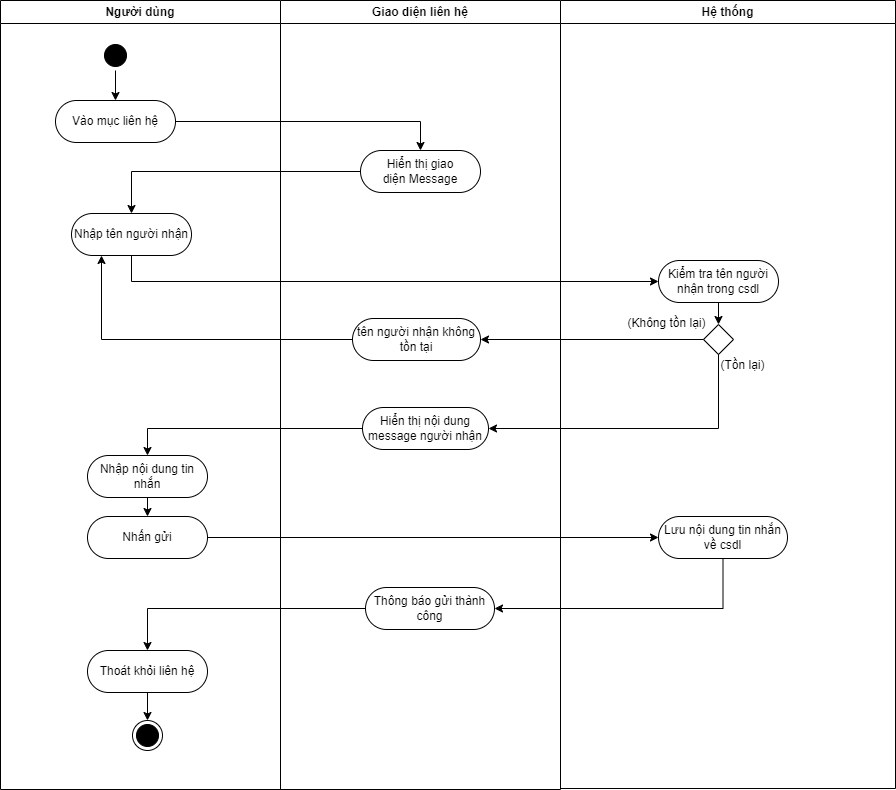 Người dùng
Giao diện liên hệ
Hệ thống
Vảo mục liên hệ
Hiển thị giao
diện Message
Nhập tên người nhận
Kiểm tra tên người
nhận trong csdl
(Không tồn lại)
tên người nhận không
tồn tại
(Tồn lại)
Hiển thị nội dung
message người nhận
Nhập nội dung tin
nhắn
Nhấn gửi
Lưu nội dung tin nhắn
về csdl
Thông báo gửi thành
công
Thoát khỏi liên hệ